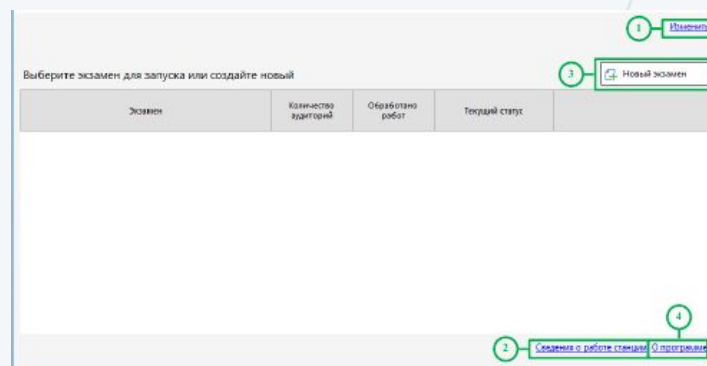 1 Изменить
Выберите экзамен для запуска или создайте новый
3 Новый экзамен
Экзамен
Количество аудиторий
Обработано работ
Текущий статус
4
2 Сведения о работе станции О программе